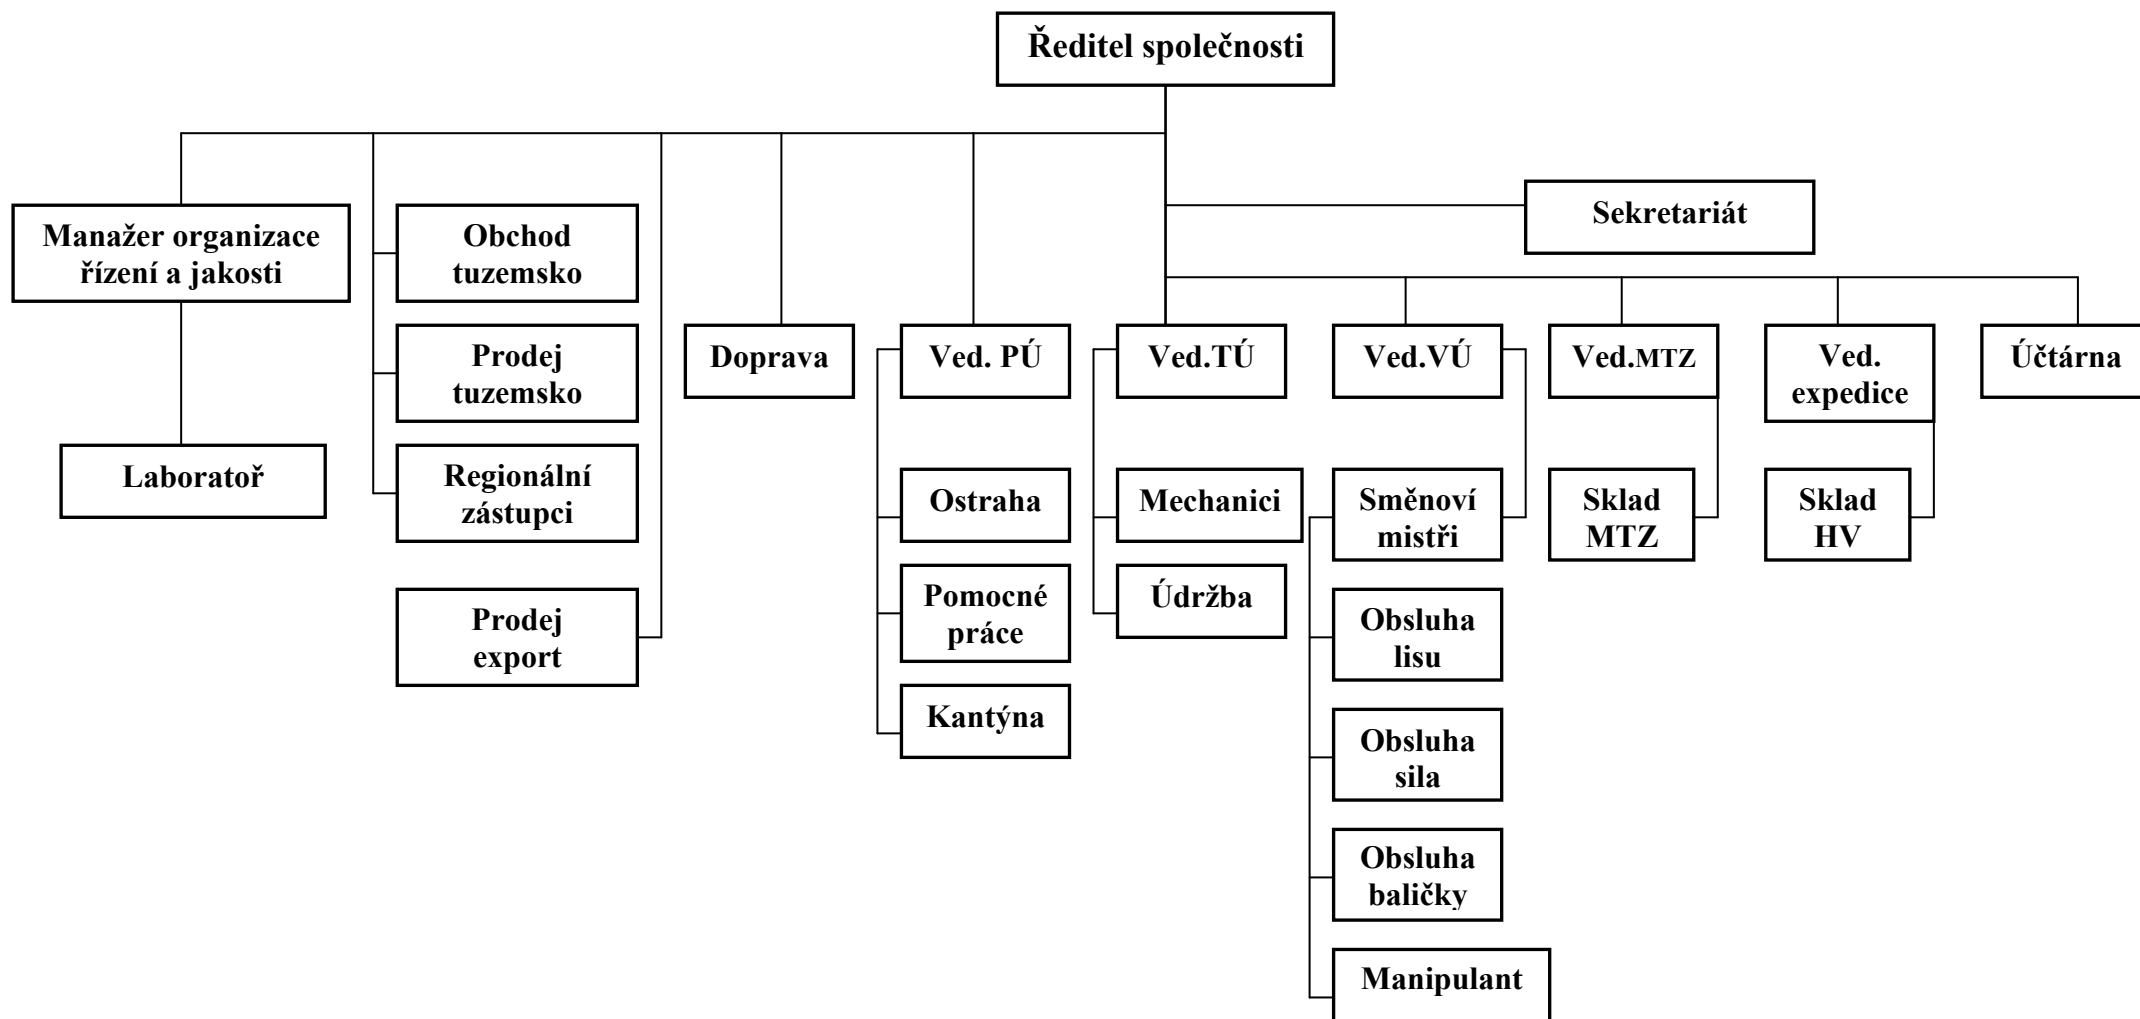 Ředitel společnosti
Sekretariát
Manažer organizace
řízení a jakosti
Laboratoř
Obchod
tuzemsko
Prodej
tuzemsko
Regionální
zástupci
Prodej
export
Doprava
Ved. PÚ
Ostraha
Pomocné
práce
Kantýna
Ved.TÚ
Mechanici
Údržba
Ved.VÚ
Směnoví
mistři
Obsluha
lisu
Obsluha
sila
Obsluha
baličky
Manipulant
Ved.MTZ
Sklad
MTZ
Ved.
expedice
Sklad
HV
Účtárna